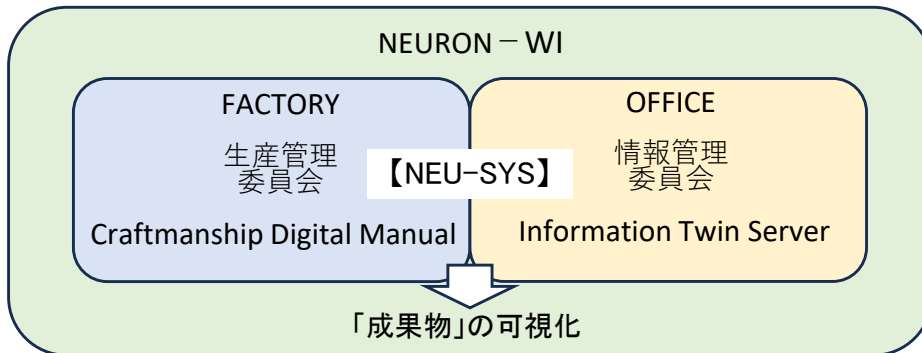 NEURON－WI
FACTORY
生産管理
委員会
Craftmanship Digital Manual
【NEU-SYS】
OFFICE
情報管理
委員会
Information Twin Server
「成果物」の可視化